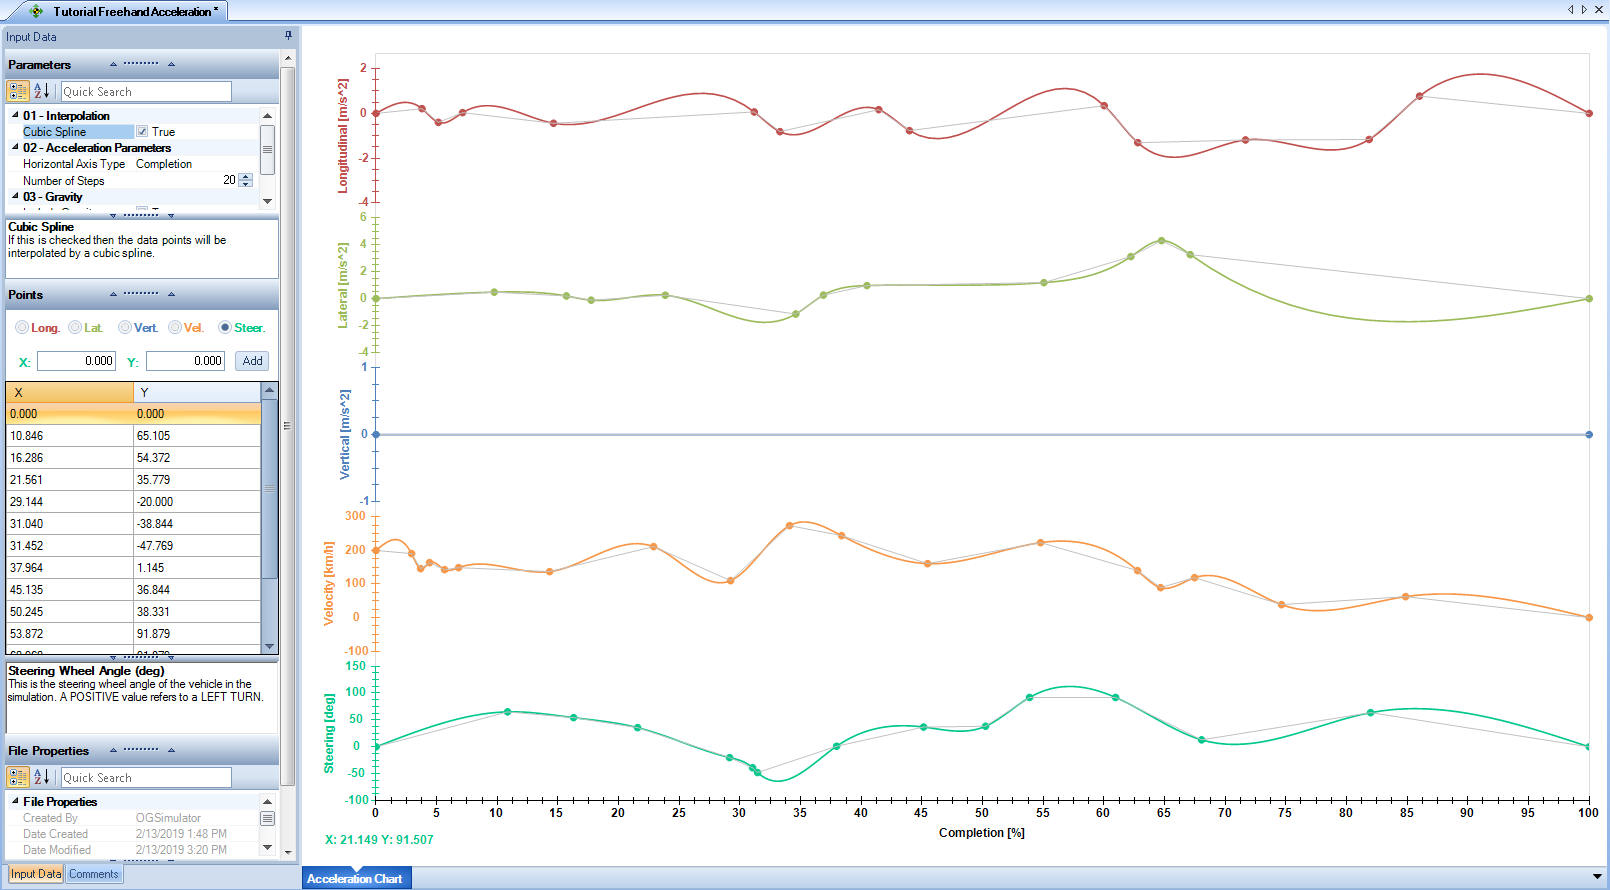 Tutorial Freehand Acceleration *
Input Data
Parameters
Quick Search
01 - Interpolation
Cubic Spline True
02 - Acceleration Parameters
Horizontal Axis Type Completion
Number of Steps 20
03 - Gravity
Cubic Spline
If this is checked then the data points will be
interpolated by a cubic spline.
Points
Long. Lat. Vert. Vel. Steer.
X: 0.000 Y: 0.000 Add
X Y
0.000 0.000
10.846 65.105
16.286 54.372
21.561 35.779
29.144 -20.000
31.040 -38.844
31.452 -47.769
37.964 1.145
45.135 36.844
50.245 38.331
53.872 91.879
Steering Wheel Angle (deg)
This is the steering wheel angle of the vehicle in the
simulation. A POSITIVE value refers to a LEFT TURN.
File Properties
Quick Search
File Properties
Created By OGSimulator
Date Created 2/13/2019 1:48 PM
Date Modified 2/13/2019 3:20 PM
Input Data Comments
Longitudinal [m/s^2]
2
0
-2
-4
Lateral [m/s^2]
6
4
2
0
-2
-4
Vertical [m/s^2]
1
0
-1
Velocity [km/h]
300
200
100
0
-100
Steering [deg]
150
100
50
0
-50
-100
0 5 10 15 20 25 30 35 40 45 50 55 60 65 70 75 80 85 90 95 100
Completion [%]
X: 21.149 Y: 91.507
Acceleration Chart